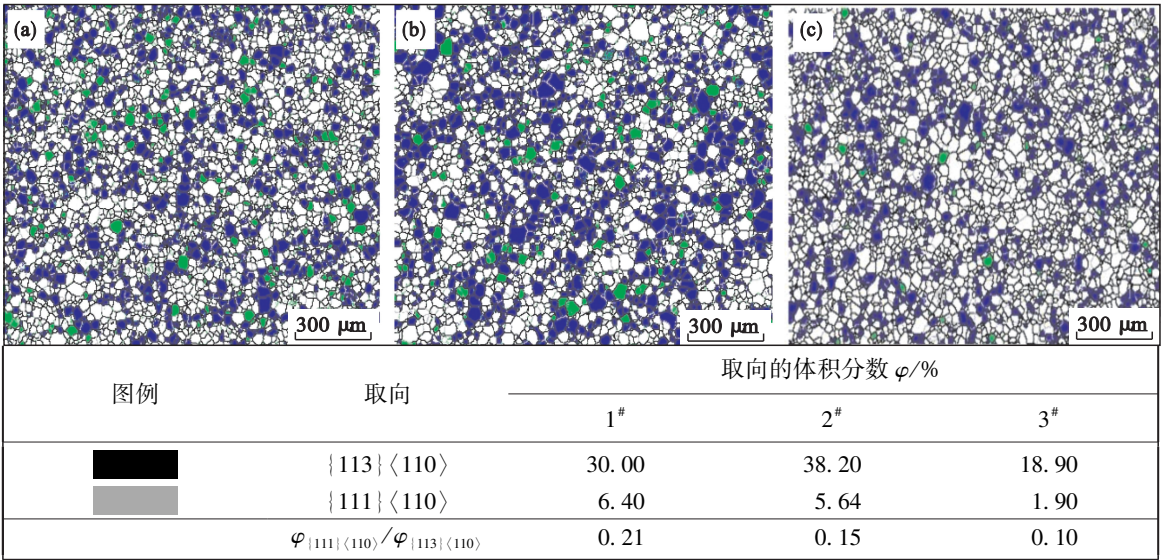 (a) (b) (c)
300 μm 300 μm 300 μm
图例 取向 取向的体积分数 φ/%
1# 2# 3#
{113}〈110〉 30.00 38.20 18.90
{111}〈110〉 6.40 5.64 1.90
φ{111}〈110〉/φ{113}〈110〉 0.21 0.15 0.10